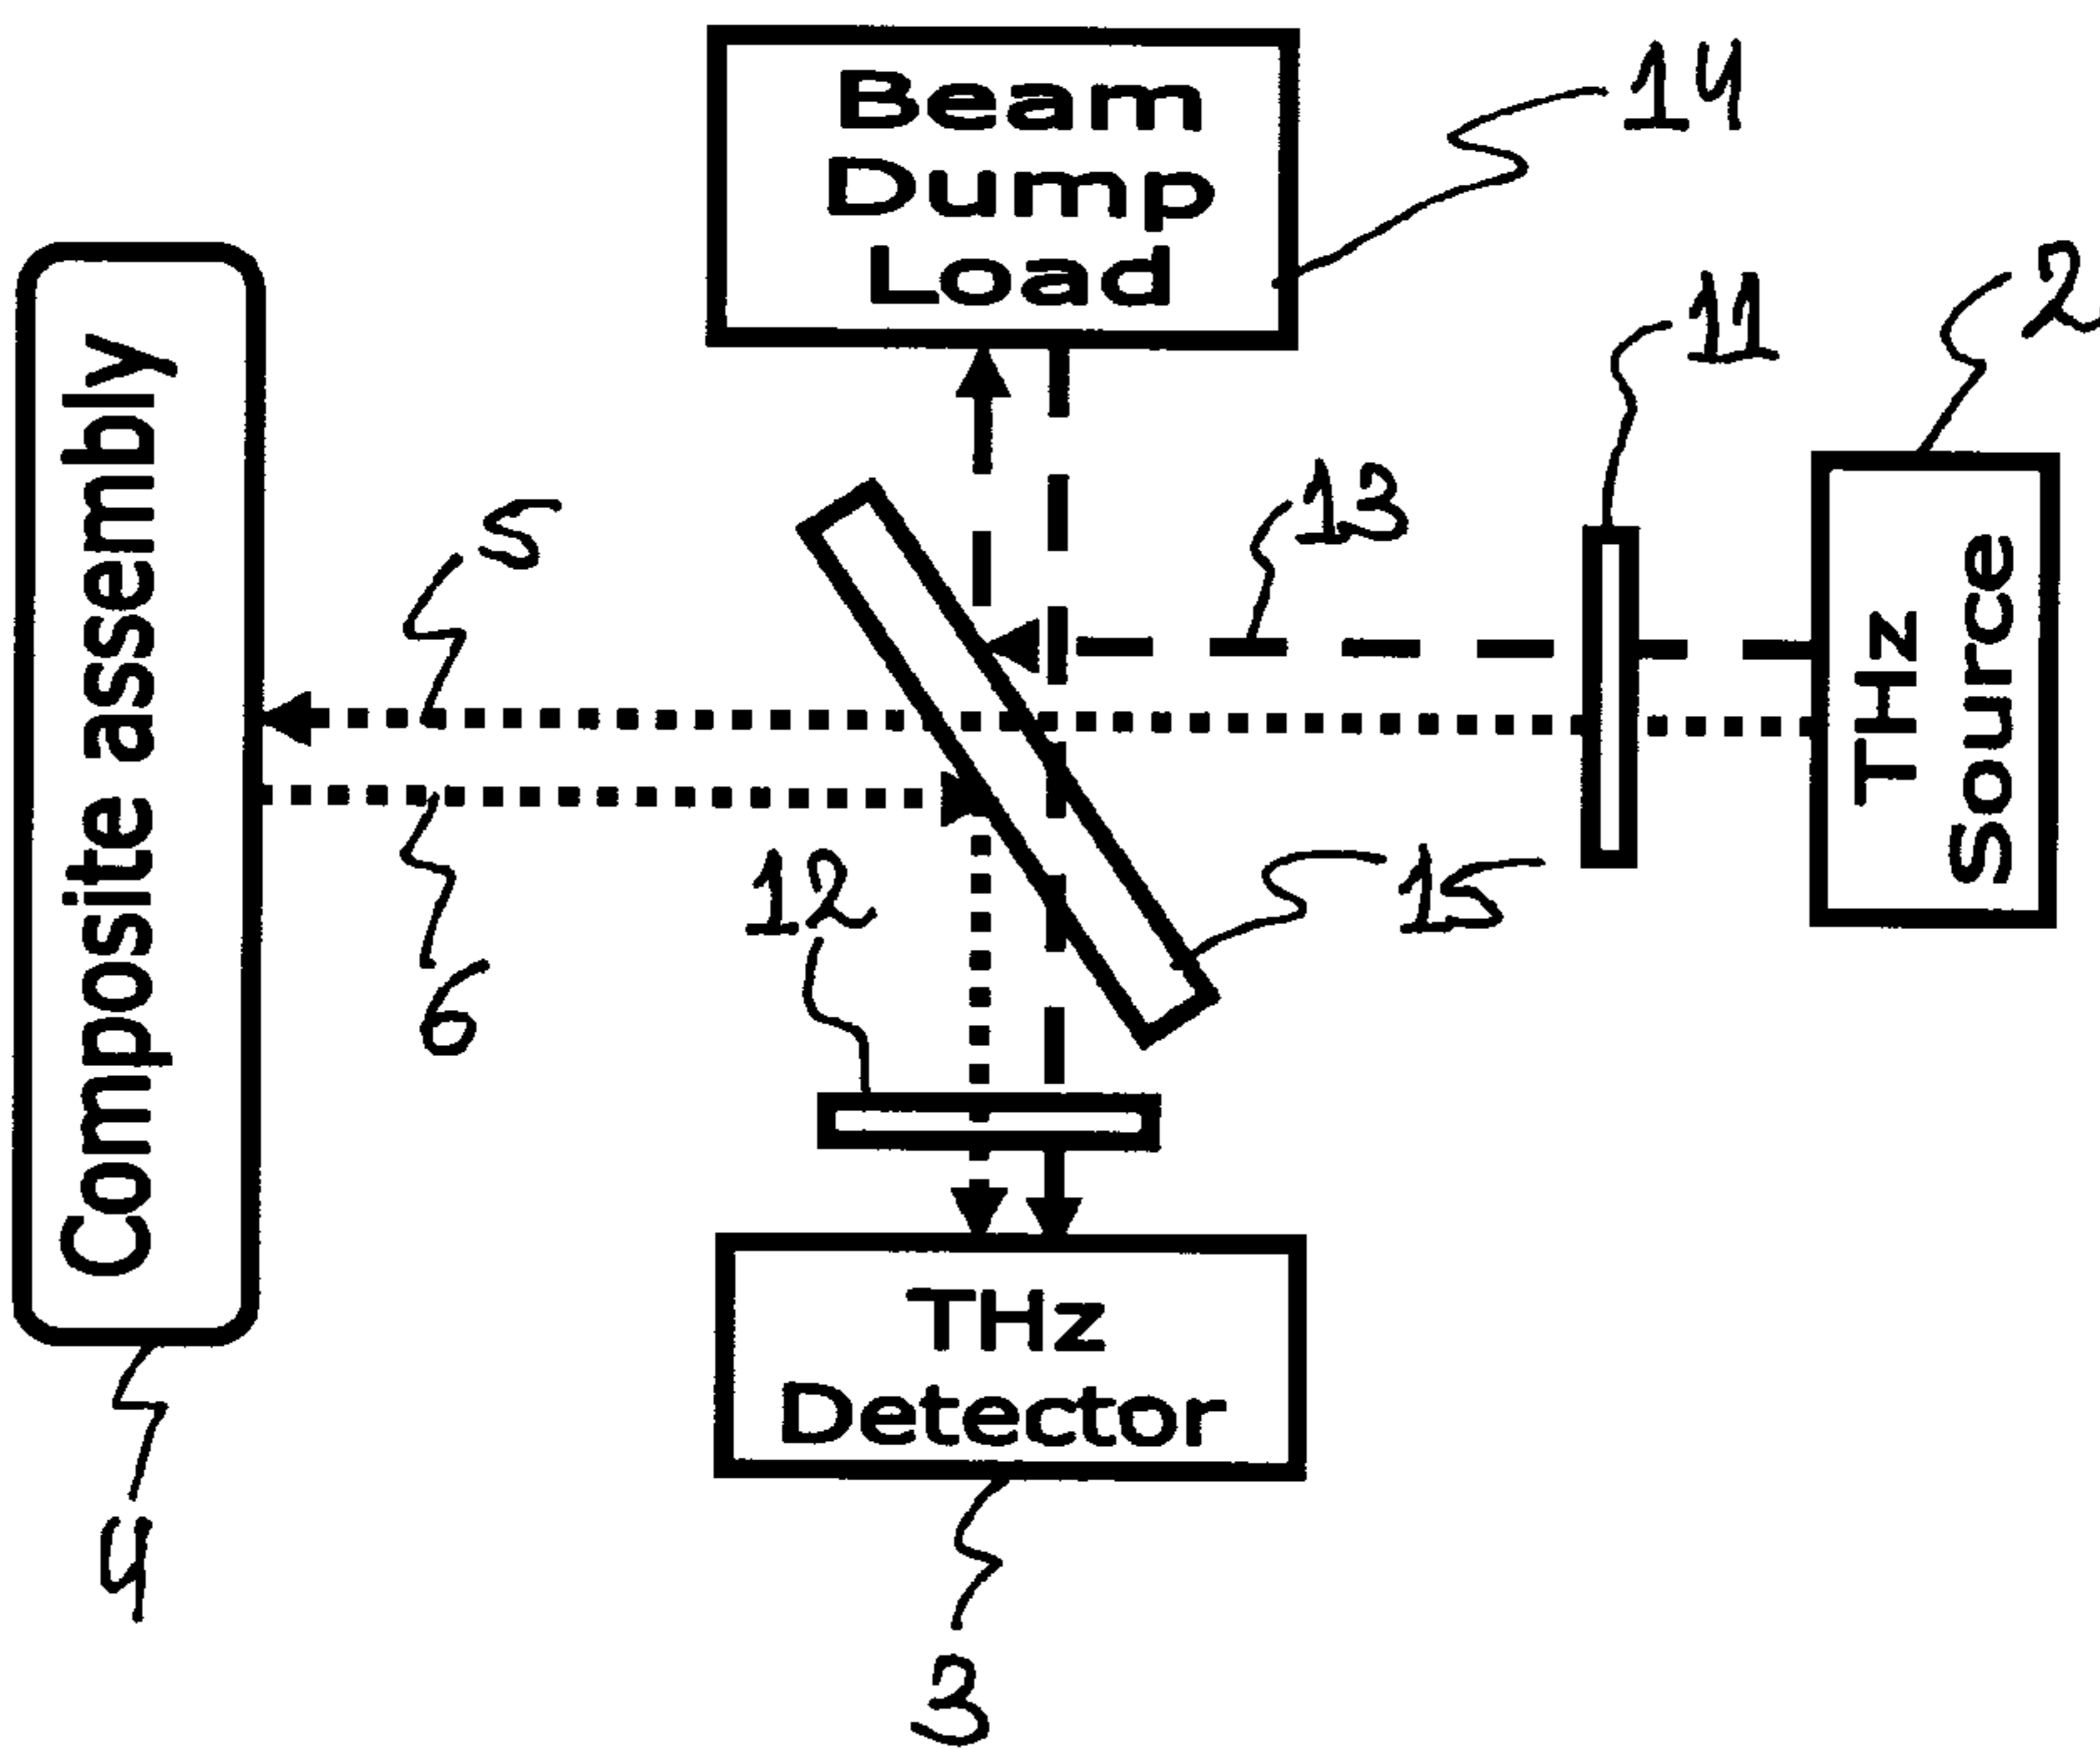 Beam
Dump
Load
14
2
11
13
5
THz
Source
Composite assembly
12
15
6
THz
Detector
4
3